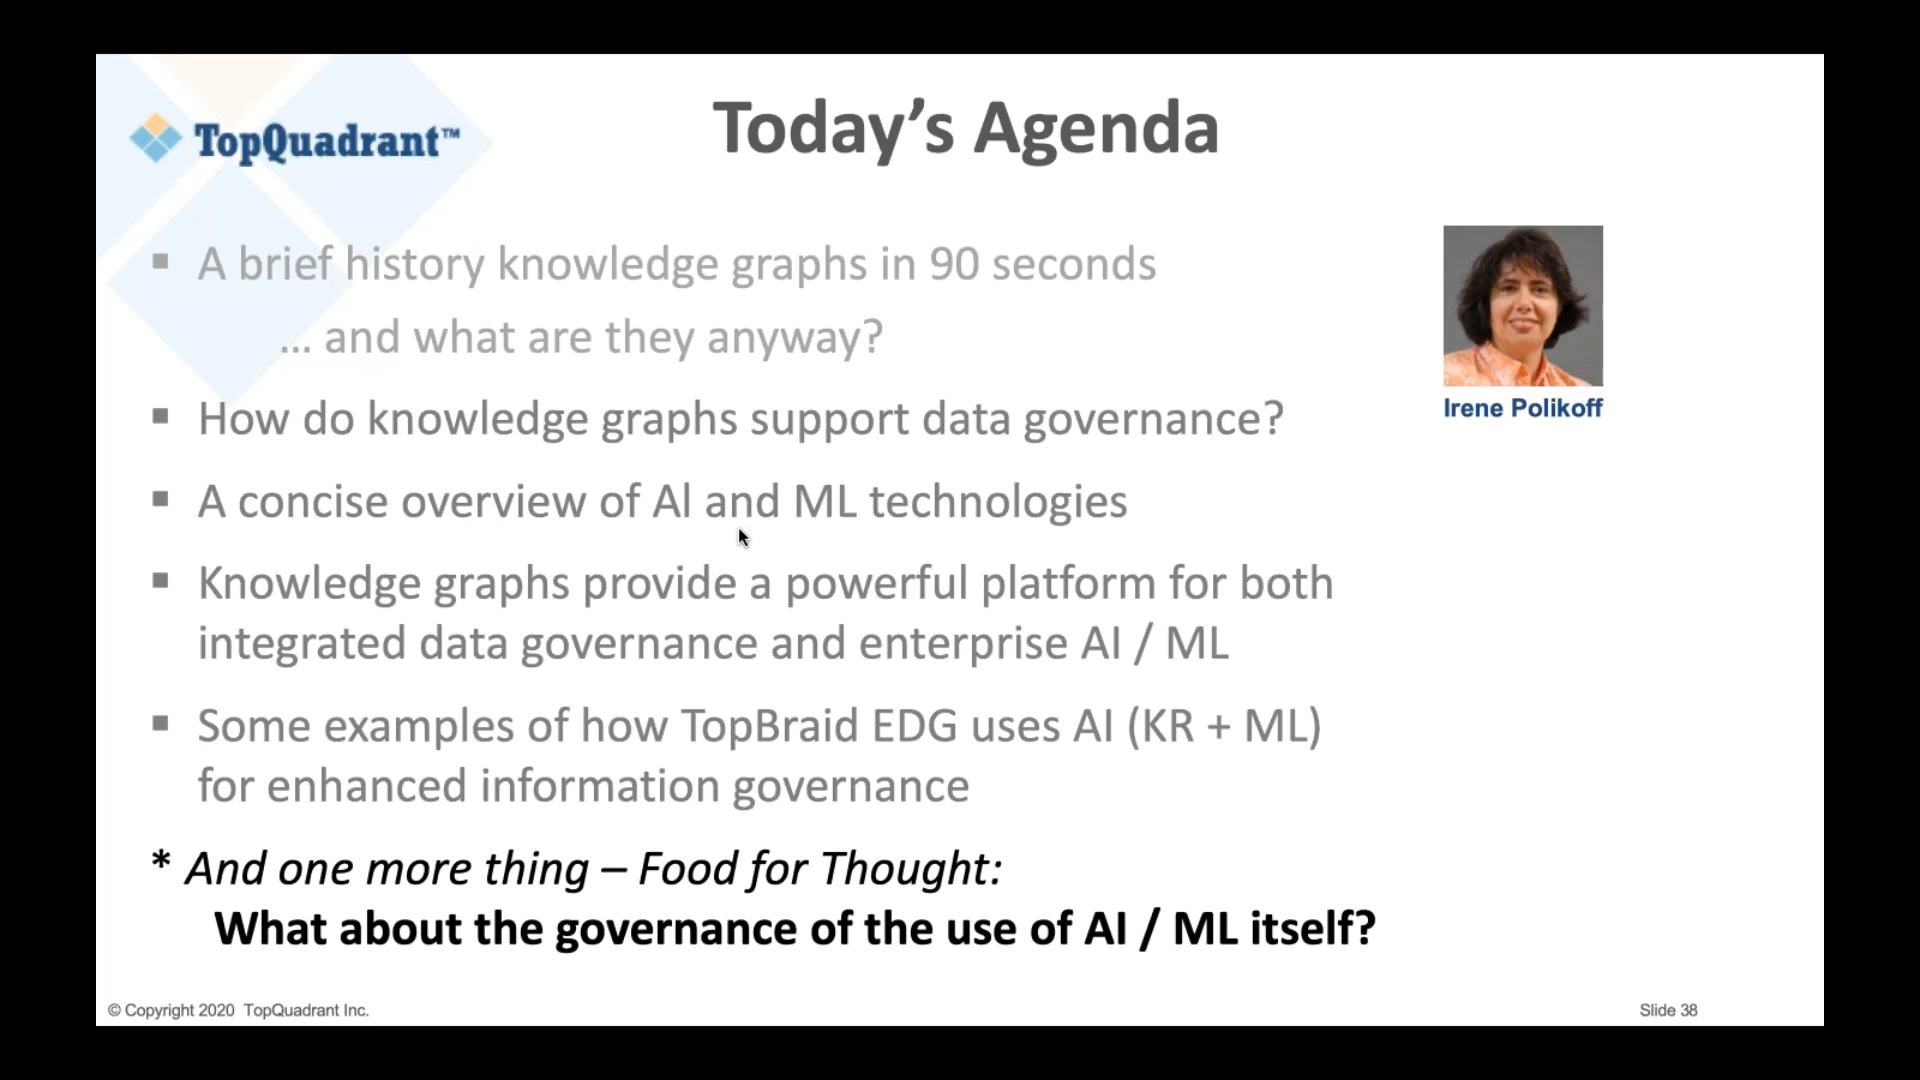 TopQuadrant™
Today's Agenda
▪ A brief history knowledge graphs in 90 seconds
... and what are they anyway?
▪ How do knowledge graphs support data governance?
▪ A concise overview of AI and ML technologies
▪ Knowledge graphs provide a powerful platform for both
integrated data governance and enterprise AI / ML
▪ Some examples of how TopBraid EDG uses AI (KR + ML)
for enhanced information governance
* And one more thing – Food for Thought:
What about the governance of the use of AI / ML itself?
Irene Polikoff
© Copyright 2020 TopQuadrant Inc.
Slide 38